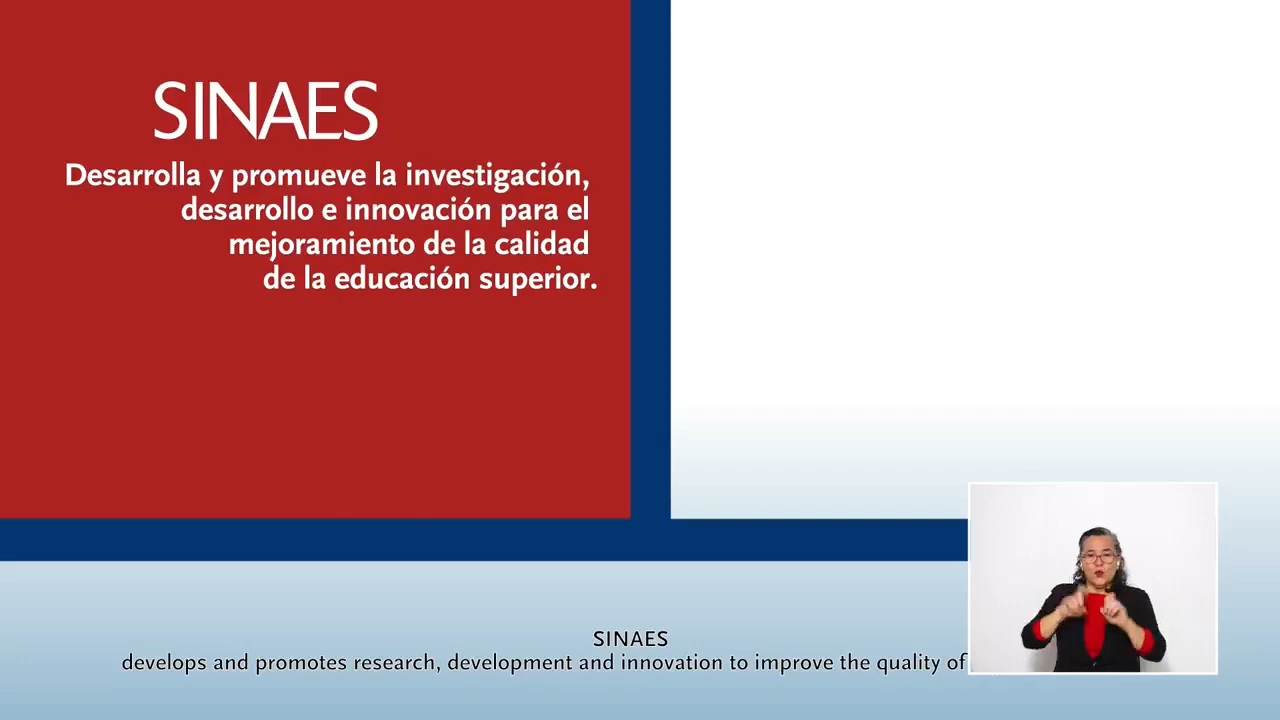 SINAES
Desarrolla y promueve la investigación,
desarrollo e innovación para el
mejoramiento de la calidad
de la educación superior.
SINAES
develops and promotes research, development and innovation to improve the quality of